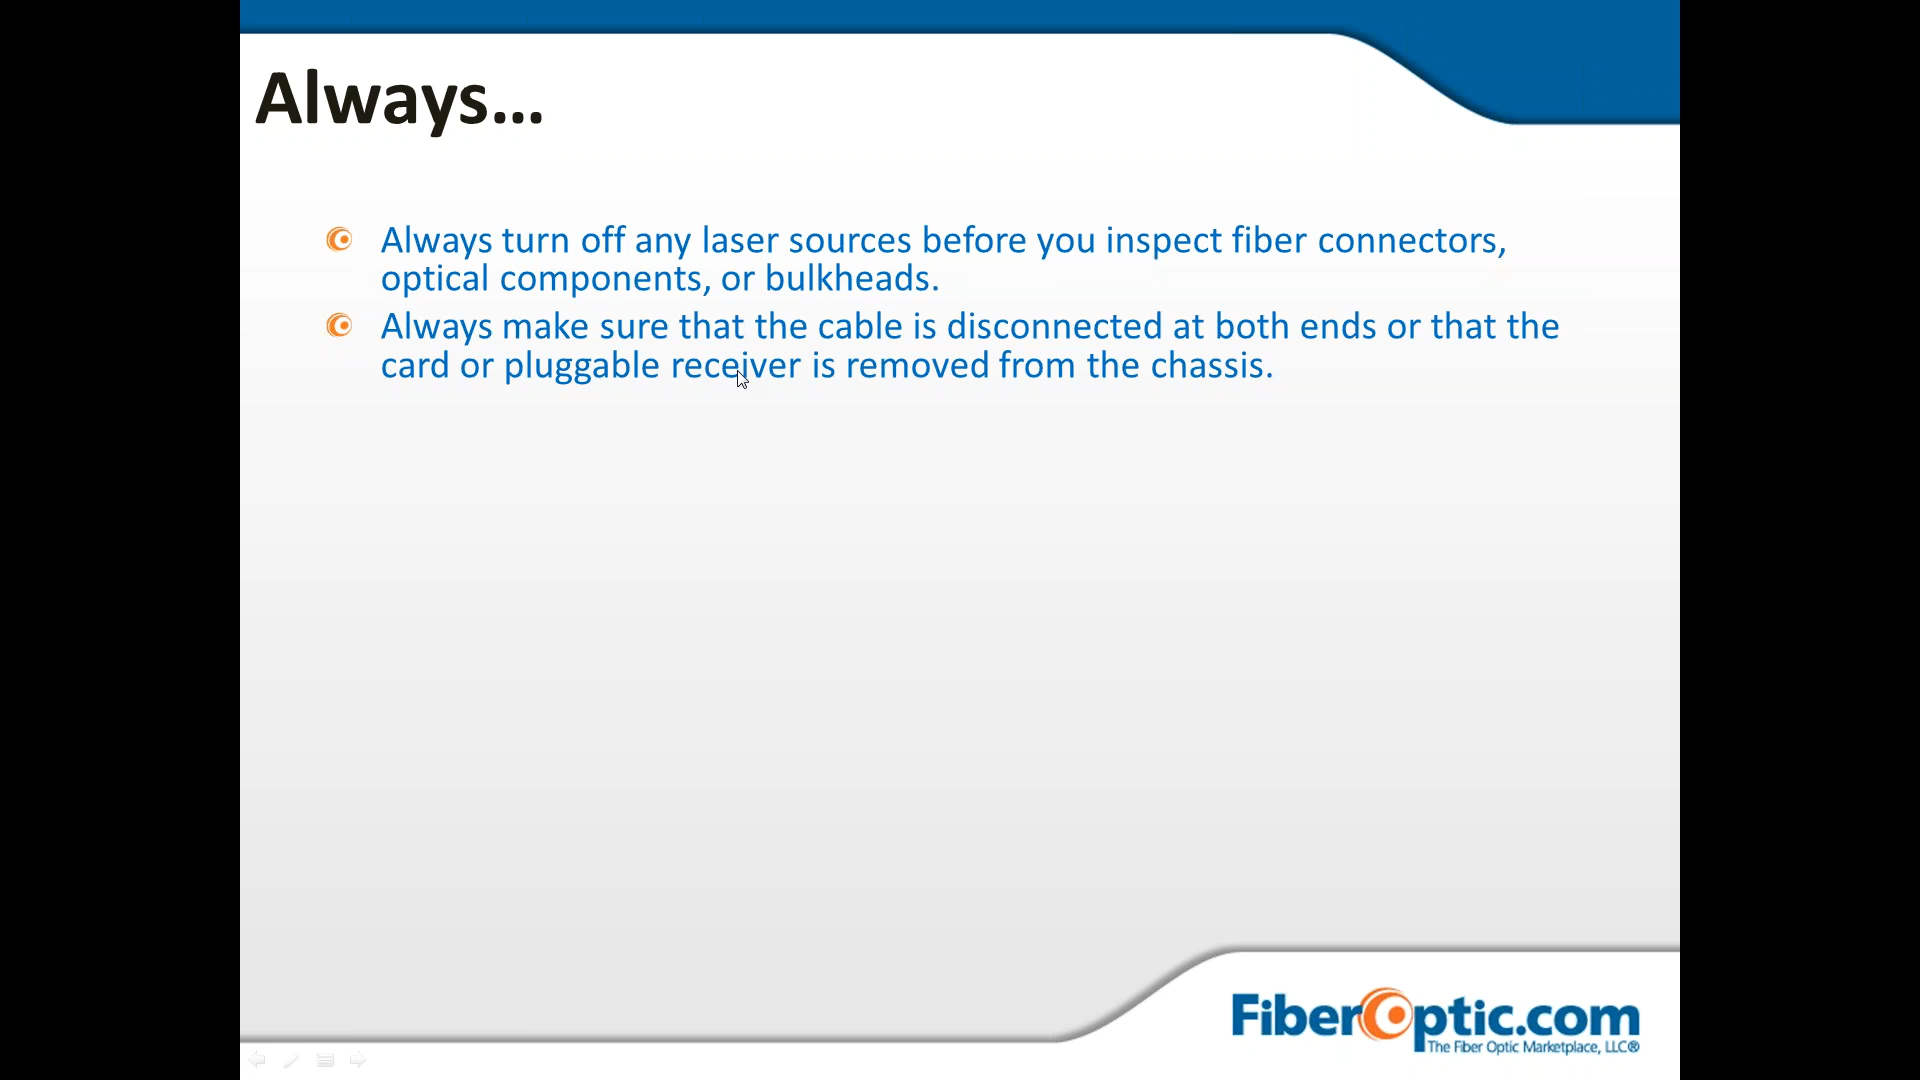 Always...
Always turn off any laser sources before you inspect fiber connectors,
optical components, or bulkheads.
Always make sure that the cable is disconnected at both ends or that the
card or pluggable receiver is removed from the chassis.
FiberOptic.com
The Fiber Optic Marketplace, LLC®